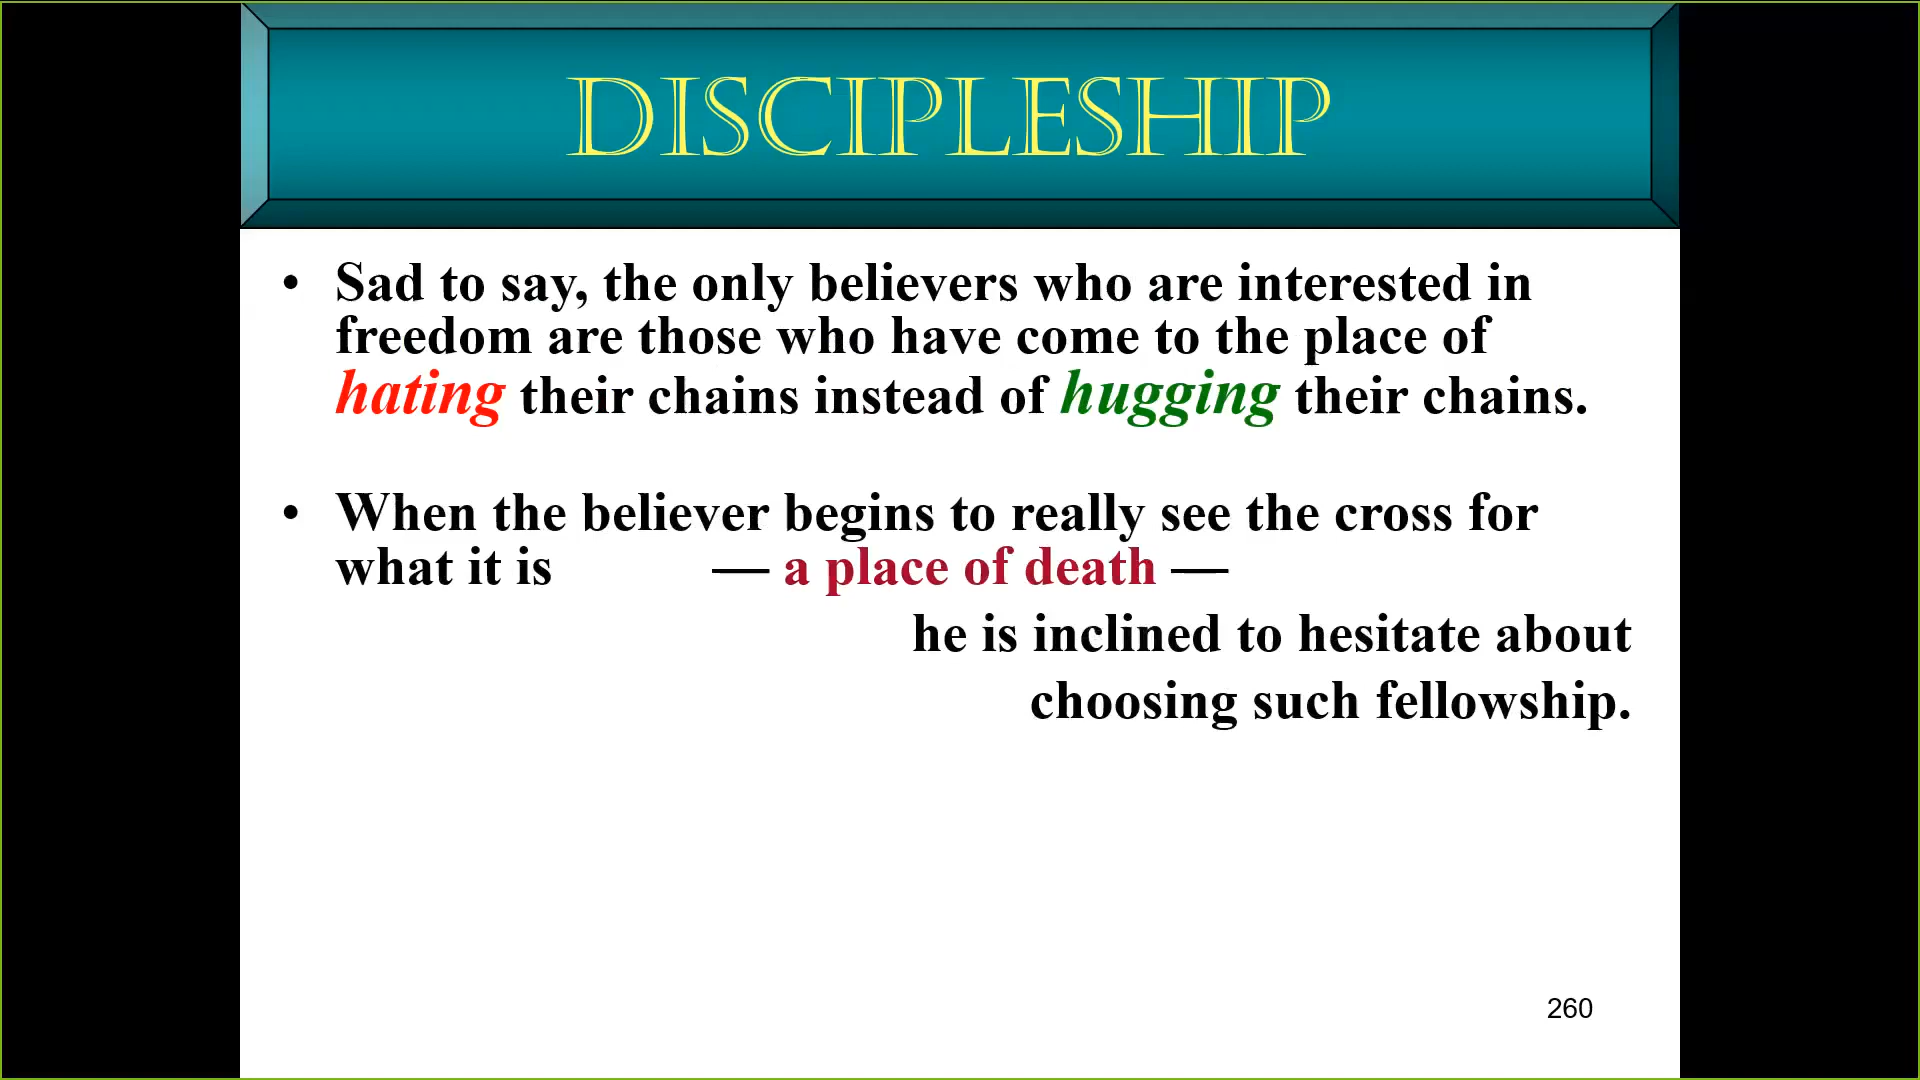 DISCIPLESHIP
• Sad to say, the only believers who are interested in
freedom are those who have come to the place of
hating their chains instead of hugging their chains.
• When the believer begins to really see the cross for
what it is — a place of death —
he is inclined to hesitate about
choosing such fellowship.
260